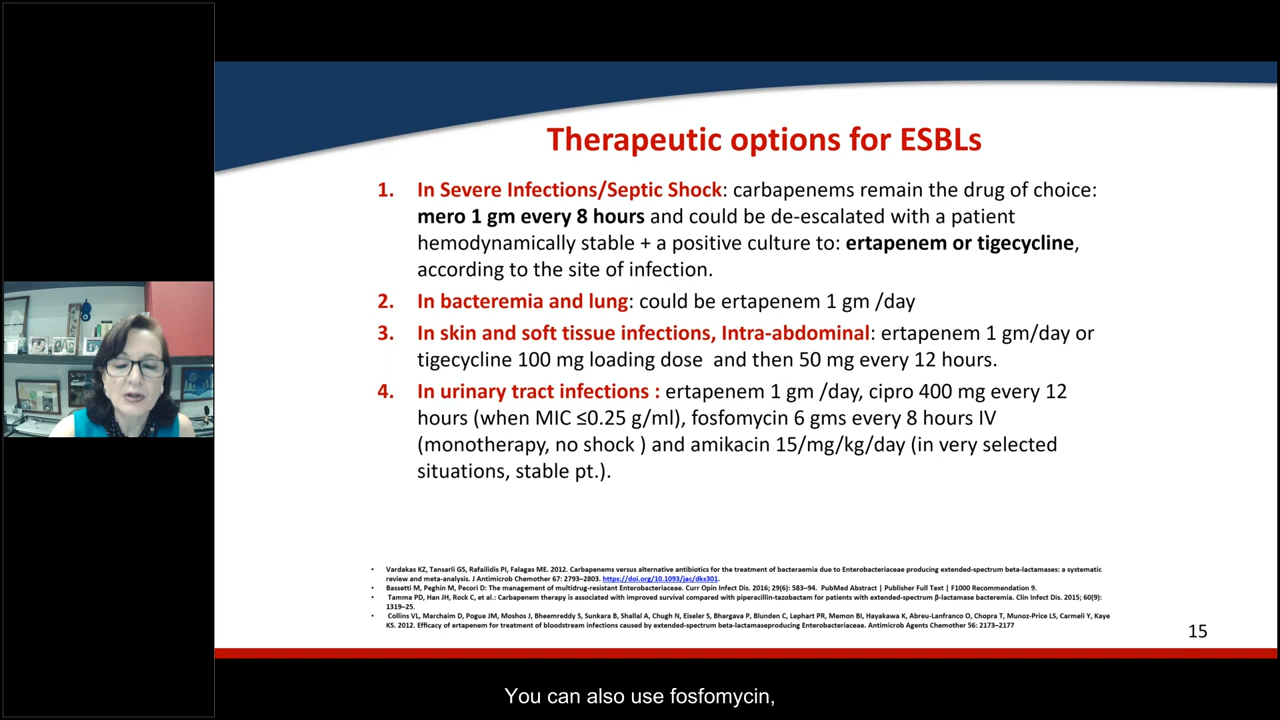 Therapeutic options for ESBLs
1. In Severe Infections/Septic Shock: carbapenems remain the drug of choice:
mero 1 gm every 8 hours and could be de-escalated with a patient
hemodynamically stable + a positive culture to: ertapenem or tigecycline,
according to the site of infection.
2. In bacteremia and lung: could be ertapenem 1 gm /day
3. In skin and soft tissue infections, Intra-abdominal: ertapenem 1 gm/day or
tigecycline 100 mg loading dose and then 50 mg every 12 hours.
4. In urinary tract infections : ertapenem 1 gm /day, cipro 400 mg every 12
hours (when MIC ≤0.25 g/ml), fosfomycin 6 gms every 8 hours IV
(monotherapy, no shock ) and amikacin 15/mg/kg/day (in very selected
situations, stable pt.).
• Vardakas KZ, Tansarli GS, Rafailidis PI, Falagas ME. 2012. Carbapenems versus alternative antibiotics for the treatment of bacteraemia due to Enterobacteriaceae producing extended-spectrum beta-lactamases: a systematic
review and meta-analysis. J Antimicrob Chemother 67: 2793–2803. https://doi.org/10.1093/jac/dks301.
• Bassetti M, Peghin M, Pecori D: The management of multidrug-resistant Enterobacteriaceae. Curr Opin Infect Dis. 2016; 29(6): 583–94. PubMed Abstract | Publisher Full Text | F1000 Recommendation 9.
• Tamma PD, Han JH, Rock C, et al.: Carbapenem therapy is associated with improved survival compared with piperacillin-tazobactam for patients with extended-spectrum β-lactamase bacteremia. Clin Infect Dis. 2015; 60(9):
1319–25.
• Collins VL, Marchaim D, Pogue JM, Moshos J, Bheemreddy S, Sunkara B, Shallal A, Chugh N, Eiseler S, Bhargava P, Blunden C, Lephart PR, Memon BI, Hayakawa K, Abreu-Lanfranco O, Chopra T, Munoz-Price LS, Carmeli Y, Kaye
KS. 2012. Efficacy of ertapenem for treatment of bloodstream infections caused by extended-spectrum beta-lactamaseproducing Enterobacteriaceae. Antimicrob Agents Chemother 56: 2173–2177
15
You can also use fosfomycin,